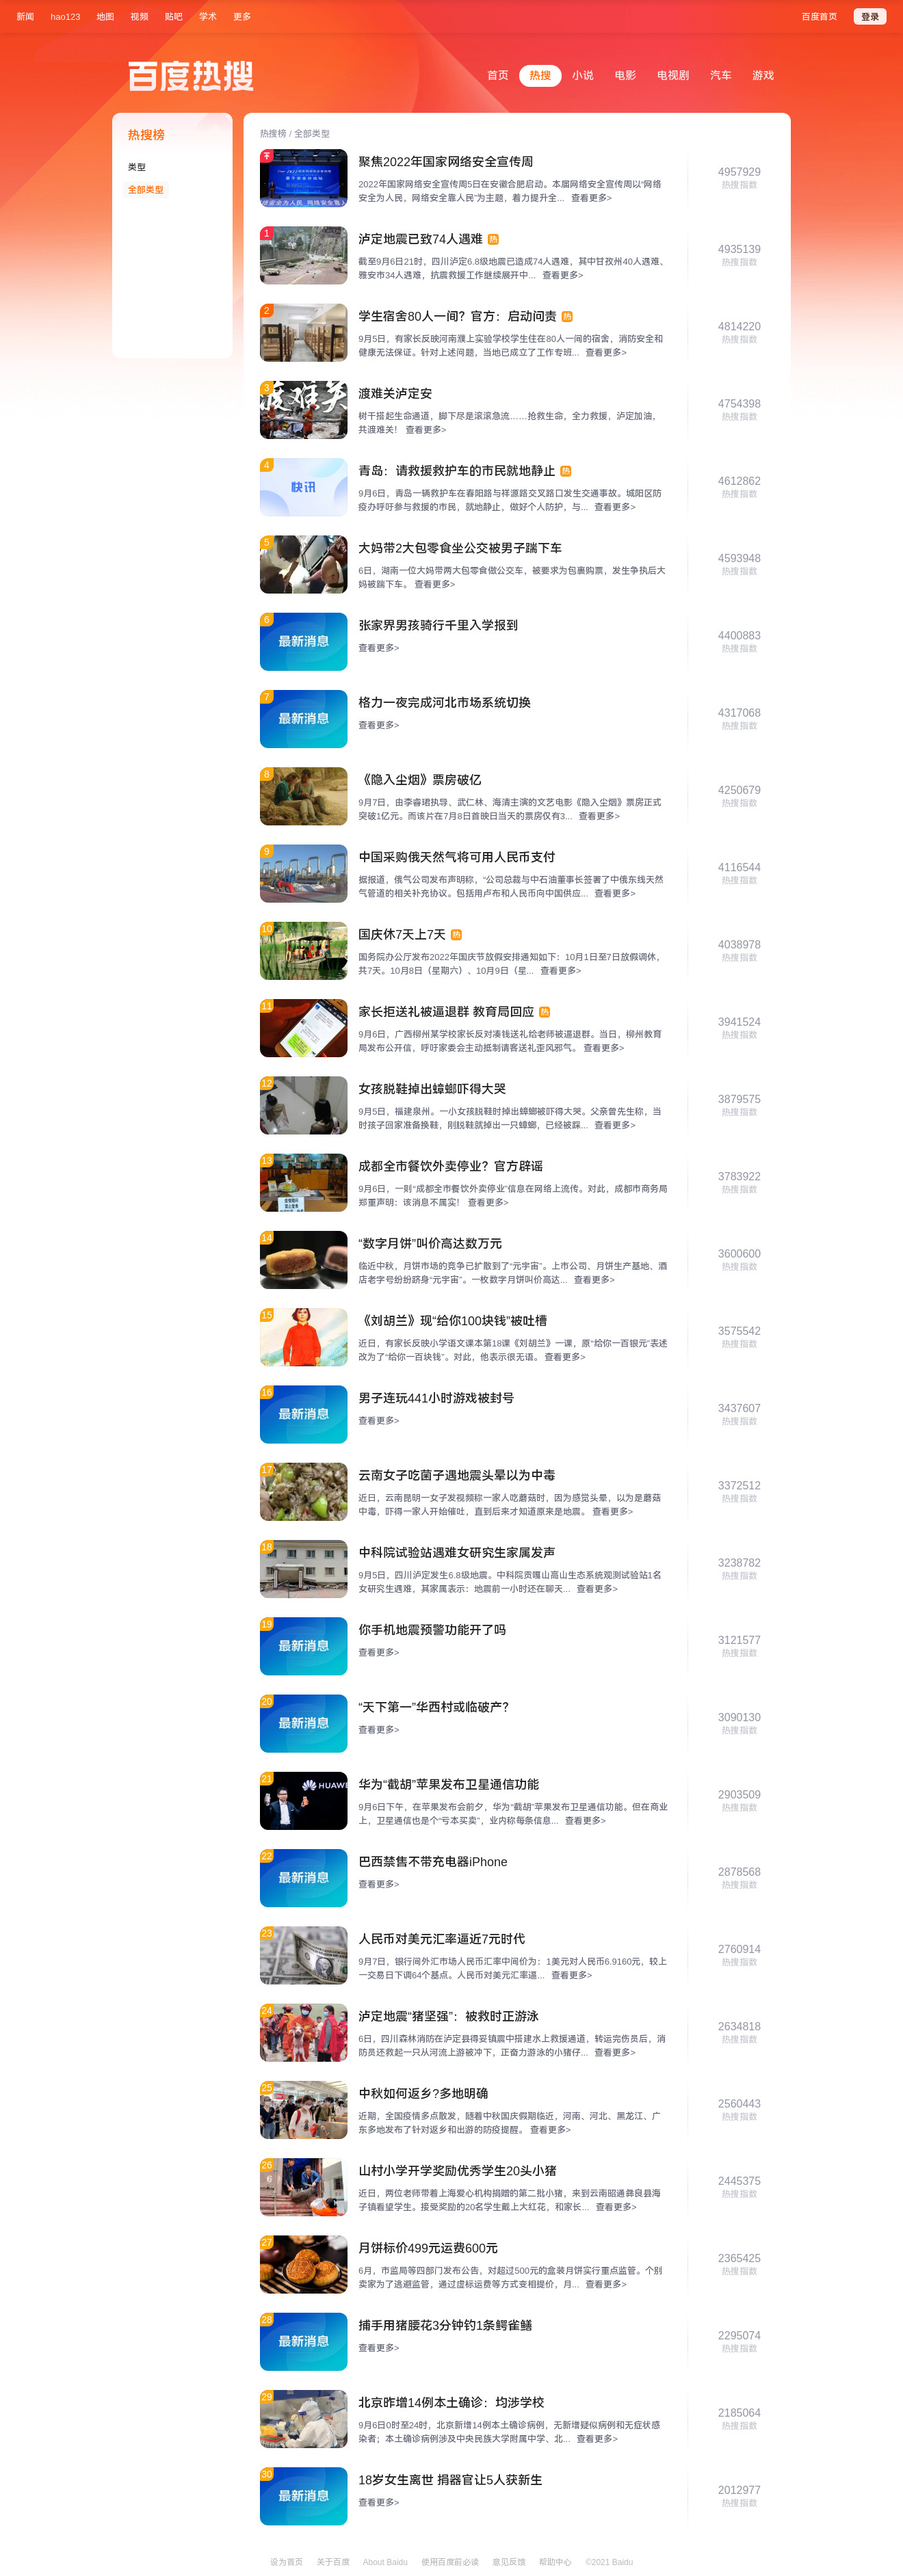 新闻 hao123 地图 视频 贴吧 学术 更多 百度首页 登录
百度热搜
首页 热搜 小说 电影 电视剧 汽车 游戏
热搜榜
类型
全部类型
热搜榜 / 全部类型
聚焦2022年国家网络安全宣传周
2022年国家网络安全宣传周5日在安徽合肥启动。本届网络安全宣传周以“网络
安全为人民，网络安全靠人民”为主题，着力提升全... 查看更多>
4957929
热搜指数
1
泸定地震已致74人遇难 热
截至9月6日21时，四川泸定6.8级地震已造成74人遇难，其中甘孜州40人遇难、
雅安市34人遇难，抗震救援工作继续展开中... 查看更多>
4935139
热搜指数
2
学生宿舍80人一间？官方：启动问责 热
9月5日，有家长反映河南濮上实验学校学生住在80人一间的宿舍，消防安全和
健康无法保证。针对上述问题，当地已成立了工作专班... 查看更多>
4814220
热搜指数
3
渡难关泸定安
树干搭起生命通道，脚下尽是滚滚急流……抢救生命，全力救援，泸定加油，
共渡难关！ 查看更多>
4754398
热搜指数
4
快讯
青岛：请救援救护车的市民就地静止 热
9月6日，青岛一辆救护车在春阳路与祥源路交叉路口发生交通事故。城阳区防
疫办呼吁参与救援的市民，就地静止，做好个人防护，与... 查看更多>
4612862
热搜指数
5
大妈带2大包零食坐公交被男子踹下车
6日，湖南一位大妈带两大包零食做公交车，被要求为包裹购票，发生争执后大
妈被踹下车。 查看更多>
4593948
热搜指数
6
最新消息
张家界男孩骑行千里入学报到
查看更多>
4400883
热搜指数
7
最新消息
格力一夜完成河北市场系统切换
查看更多>
4317068
热搜指数
8
《隐入尘烟》票房破亿
9月7日，由李睿珺执导、武仁林、海清主演的文艺电影《隐入尘烟》票房正式
突破1亿元。而该片在7月8日首映日当天的票房仅有3... 查看更多>
4250679
热搜指数
9
中国采购俄天然气将可用人民币支付
据报道，俄气公司发布声明称，“公司总裁与中石油董事长签署了中俄东线天然
气管道的相关补充协议。包括用卢布和人民币向中国供应... 查看更多>
4116544
热搜指数
10
国庆休7天上7天 热
国务院办公厅发布2022年国庆节放假安排通知如下：10月1日至7日放假调休，
共7天。10月8日（星期六）、10月9日（星... 查看更多>
4038978
热搜指数
11
家长拒送礼被逼退群 教育局回应 热
9月6日，广西柳州某学校家长反对凑钱送礼给老师被逼退群。当日，柳州教育
局发布公开信，呼吁家委会主动抵制请客送礼歪风邪气。 查看更多>
3941524
热搜指数
12
女孩脱鞋掉出蟑螂吓得大哭
9月5日，福建泉州。一小女孩脱鞋时掉出蟑螂被吓得大哭。父亲曾先生称，当
时孩子回家准备换鞋，刚脱鞋就掉出一只蟑螂，已经被踩... 查看更多>
3879575
热搜指数
13
成都全市餐饮外卖停业？官方辟谣
9月6日，一则“成都全市餐饮外卖停业”信息在网络上流传。对此，成都市商务局
郑重声明：该消息不属实！ 查看更多>
3783922
热搜指数
14
“数字月饼”叫价高达数万元
临近中秋，月饼市场的竞争已扩散到了“元宇宙”。上市公司、月饼生产基地、酒
店老字号纷纷跻身“元宇宙”。一枚数字月饼叫价高达... 查看更多>
3600600
热搜指数
15
《刘胡兰》现“给你100块钱”被吐槽
近日，有家长反映小学语文课本第18课《刘胡兰》一课，原“给你一百银元”表述
改为了“给你一百块钱”。对此，他表示很无语。 查看更多>
3575542
热搜指数
16
最新消息
男子连玩441小时游戏被封号
查看更多>
3437607
热搜指数
17
云南女子吃菌子遇地震头晕以为中毒
近日，云南昆明一女子发视频称一家人吃蘑菇时，因为感觉头晕，以为是蘑菇
中毒，吓得一家人开始催吐，直到后来才知道原来是地震。 查看更多>
3372512
热搜指数
18
中科院试验站遇难女研究生家属发声
9月5日，四川泸定发生6.8级地震。中科院贡嘎山高山生态系统观测试验站1名
女研究生遇难，其家属表示：地震前一小时还在聊天... 查看更多>
3238782
热搜指数
19
最新消息
你手机地震预警功能开了吗
查看更多>
3121577
热搜指数
20
最新消息
“天下第一”华西村或临破产？
查看更多>
3090130
热搜指数
21
HUAWEI
华为“截胡”苹果发布卫星通信功能
9月6日下午，在苹果发布会前夕，华为“截胡”苹果发布卫星通信功能。但在商业
上，卫星通信也是个“亏本买卖”，业内称每条信息... 查看更多>
2903509
热搜指数
22
最新消息
巴西禁售不带充电器iPhone
查看更多>
2878568
热搜指数
23
人民币对美元汇率逼近7元时代
9月7日，银行间外汇市场人民币汇率中间价为：1美元对人民币6.9160元，较上
一交易日下调64个基点。人民币对美元汇率逼... 查看更多>
2760914
热搜指数
24
泸定地震“猪坚强”：被救时正游泳
6日，四川森林消防在泸定县得妥镇震中搭建水上救援通道，转运完伤员后，消
防员还救起一只从河流上游被冲下，正奋力游泳的小猪仔... 查看更多>
2634818
热搜指数
25
中秋如何返乡?多地明确
近期，全国疫情多点散发，随着中秋国庆假期临近，河南、河北、黑龙江、广
东多地发布了针对返乡和出游的防疫提醒。 查看更多>
2560443
热搜指数
26
山村小学开学奖励优秀学生20头小猪
近日，两位老师带着上海爱心机构捐赠的第二批小猪，来到云南昭通彝良县海
子镇看望学生。接受奖励的20名学生戴上大红花，和家长... 查看更多>
2445375
热搜指数
27
月饼标价499元运费600元
6月，市监局等四部门发布公告，对超过500元的盒装月饼实行重点监管。个别
卖家为了逃避监管，通过虚标运费等方式变相提价，月... 查看更多>
2365425
热搜指数
28
最新消息
捕手用猪腰花3分钟钓1条鳄雀鳝
查看更多>
2295074
热搜指数
29
北京昨增14例本土确诊：均涉学校
9月6日0时至24时，北京新增14例本土确诊病例，无新增疑似病例和无症状感
染者；本土确诊病例涉及中央民族大学附属中学、北... 查看更多>
2185064
热搜指数
30
最新消息
18岁女生离世 捐器官让5人获新生
查看更多>
2012977
热搜指数
设为首页 关于百度 About Baidu 使用百度前必读 意见反馈 帮助中心 ©2021 Baidu